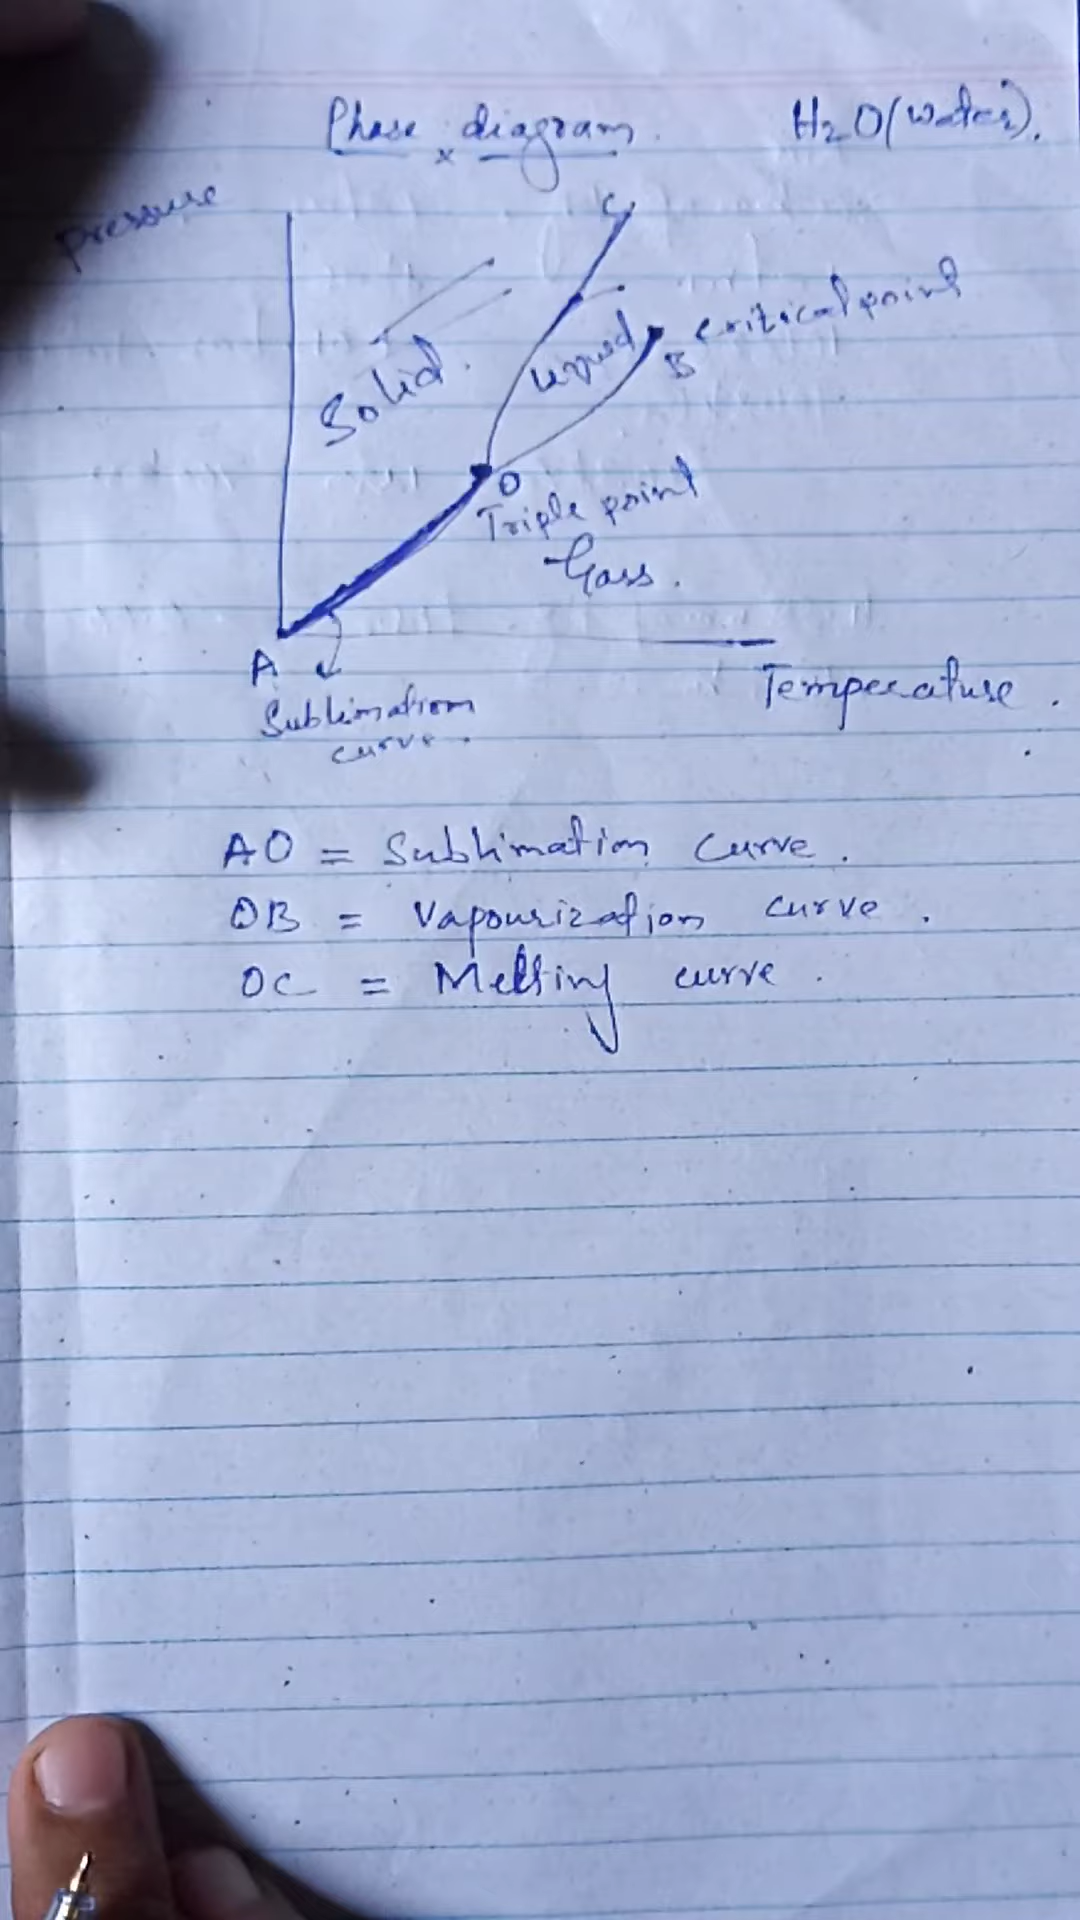 Phase diagram. H2O (water).
pressure
C
Solid.
liquid
B critical point
O
Triple point
Gass.
A
Sublimation
curve.
Temperature.
AO = Sublimation curve.
OB = Vapourization curve.
OC = Melting curve.